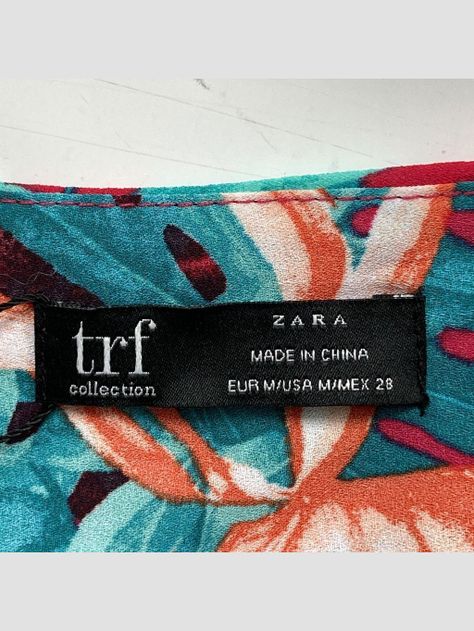 trf
collection
ZARA
MADE IN CHINA
EUR M/USA M/MEX 28